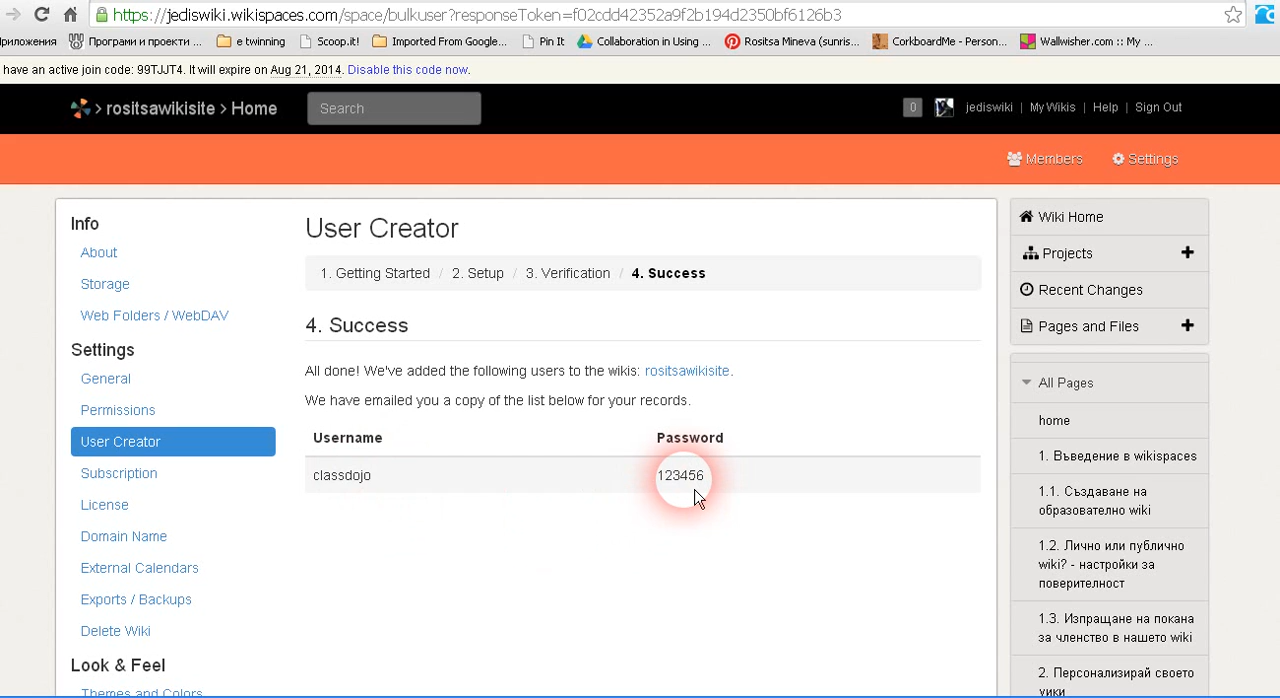 https://jediswiki.wikispaces.com/space/bulkuser?responseToken=f02cdd42352a9f2b194d2350bf6126b3
риложения Програми и проекти ... e twinning Scoop.it! Imported From Google... Pin It Collaboration in Using ... Rositsa Mineva (sunris... CorkboardMe - Person... Wallwisher.com :: My ...
have an active join code: 99TJJT4. It will expire on Aug 21, 2014. Disable this code now.
> rositsawikisite > Home Search 0 jediswiki | My Wikis | Help | Sign Out
Members Settings
Info
About
Storage
Web Folders / WebDAV
Settings
General
Permissions
User Creator
Subscription
License
Domain Name
External Calendars
Exports / Backups
Delete Wiki
Look & Feel
Themes and Colors
User Creator
1. Getting Started / 2. Setup / 3. Verification / 4. Success
4. Success
All done! We've added the following users to the wikis: rositsawikisite.
We have emailed you a copy of the list below for your records.
Username Password
classdojo 123456
Wiki Home
Projects +
Recent Changes
Pages and Files +
All Pages
home
1. Въведение в wikispaces
1.1. Създаване на
образователно wiki
1.2. Лично или публично
wiki? - настройки за
поверителност
1.3. Изпращане на покана
за членство в нашето wiki
2. Персонализирай своето
уики